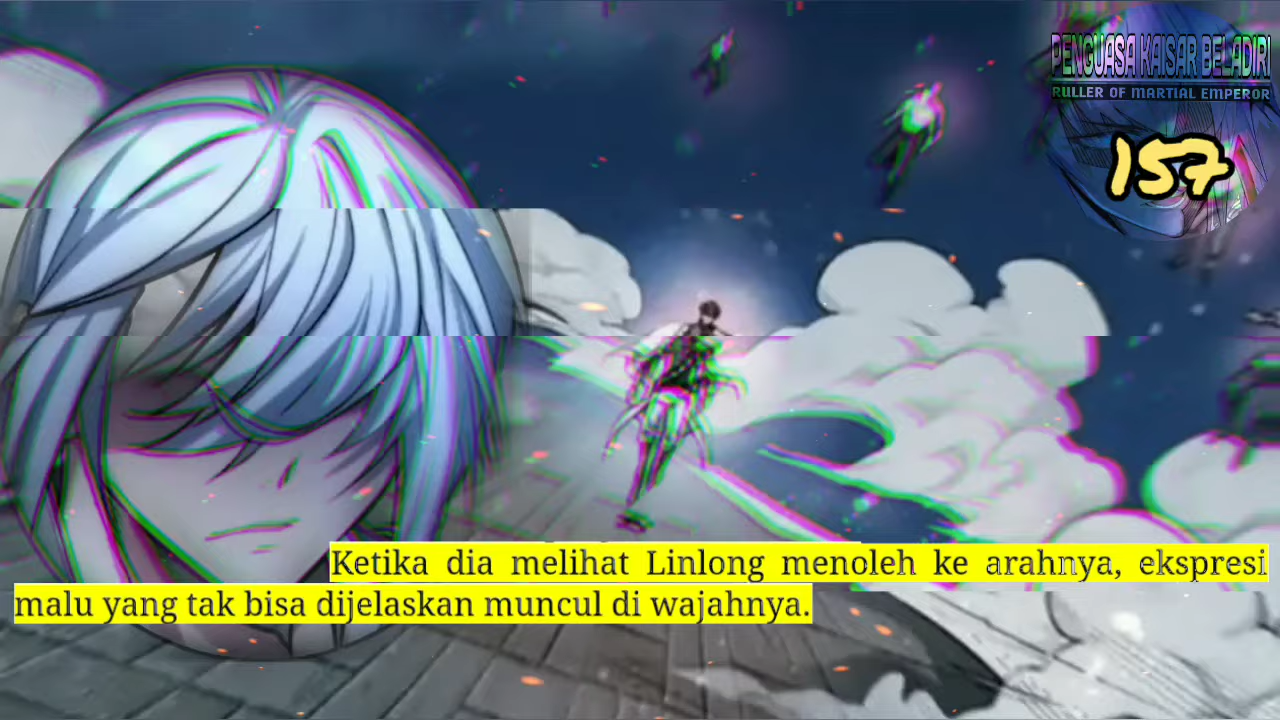 PENGUASA KAISAR BELADIRI
RULLER OF MARTIAL EMPEROR
157
Ketika dia melihat Linlong menoleh ke arahnya, ekspresi
malu yang tak bisa dijelaskan muncul di wajahnya.